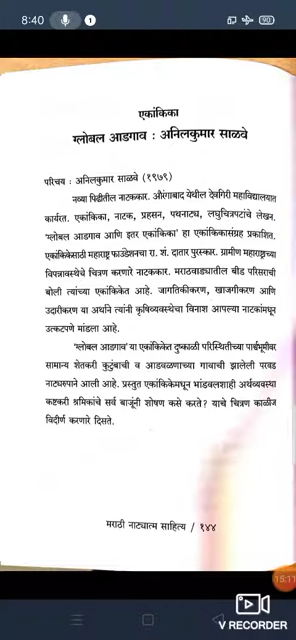 8:40
1
90
एकांकिका
ग्लोबल आडगाव : अनिलकुमार साळवे
परिचय : अनिलकुमार साळवे (१९७९)
नव्या पिढीतील नाटककार. औरंगाबाद येथील देवगिरी महाविद्यालयात
कार्यरत. एकांकिका, नाटक, प्रहसन, पथनाट्य, लघुचित्रपटांचे लेखन.
'ग्लोबल आडगाव आणि इतर एकांकिका' हा एकांकिकासंग्रह प्रकाशित.
एकांकिकेसाठी महाराष्ट्र फाउंडेशनचा रा. शं. दातार पुरस्कार. ग्रामीण महाराष्ट्राच्या
विपन्नावस्थेचे चित्रण करणारे नाटककार. मराठवाड्यातील बीड परिसराची
बोली त्यांच्या एकांकिकेत आहे. जागतिकीकरण, खाजगीकरण आणि
उदारीकरण या अर्थाने त्यांनी कृषिव्यवस्थेचा विनाश आपल्या नाटकांमधून
उत्कटपणे मांडला आहे.
'ग्लोबल आडगाव' या एकांकिकेत दुष्काळी परिस्थितीच्या पार्श्वभूमीवर
सामान्य शेतकरी कुटुंबाची व आडवळणाच्या गावाची झालेली परवड
नाट्यरूपाने आली आहे. प्रस्तुत एकांकिकेमधून भांडवलशाही अर्थव्यवस्था
कष्टकरी श्रमिकांचे सर्व बाजूंनी शोषण कसे करते? याचे चित्रण काळीज
विदीर्ण करणारे दिसते.
मराठी नाट्यात्म साहित्य / १४४
15:11
V RECORDER